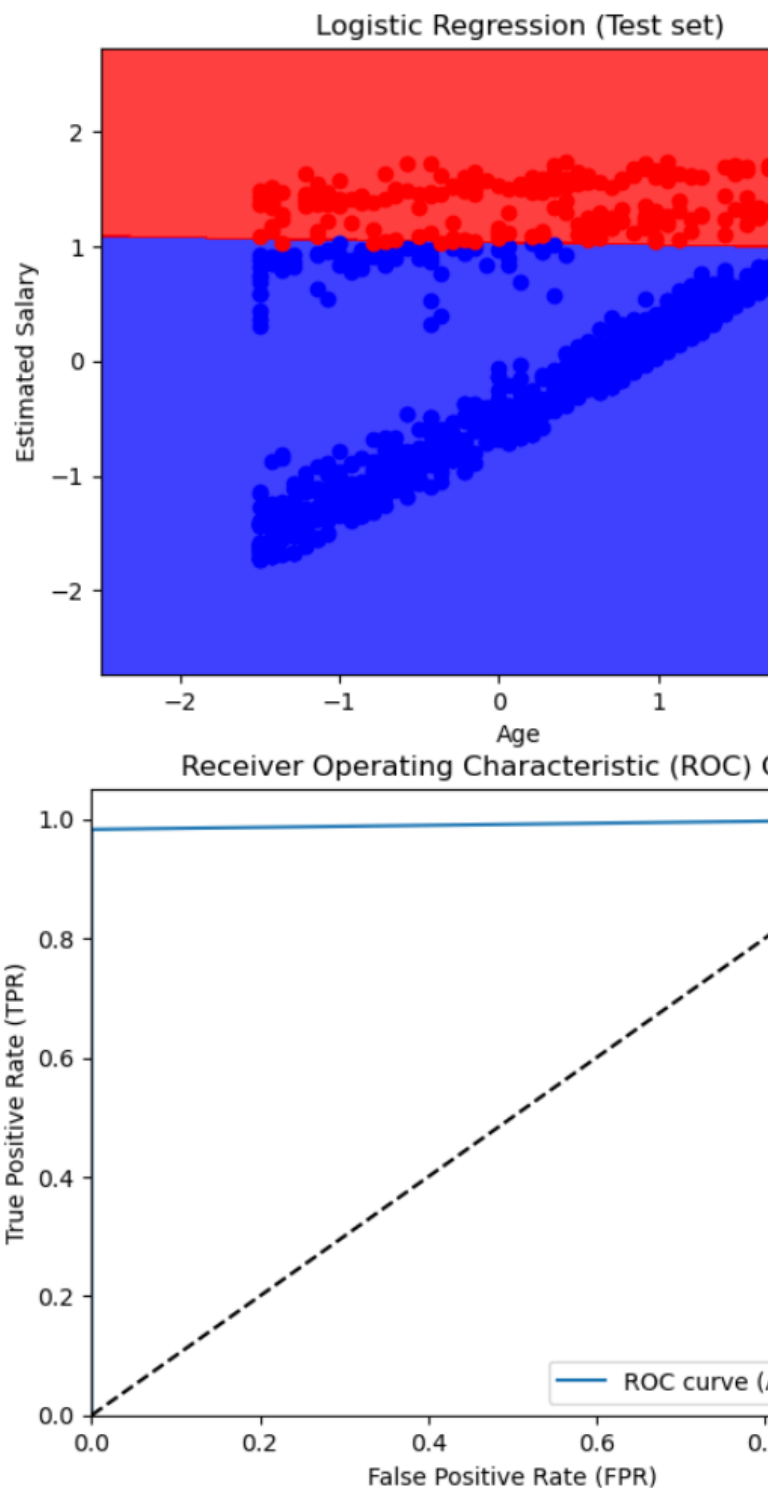 Logistic Regression (Test set)
2
1
0
−1
−2
Estimated Salary
−2
−1
0
1
Age
Receiver Operating Characteristic (ROC)
1.0
0.8
0.6
0.4
0.2
0.0
True Positive Rate (TPR)
ROC curve (
0.0
0.2
0.4
0.6
False Positive Rate (FPR)